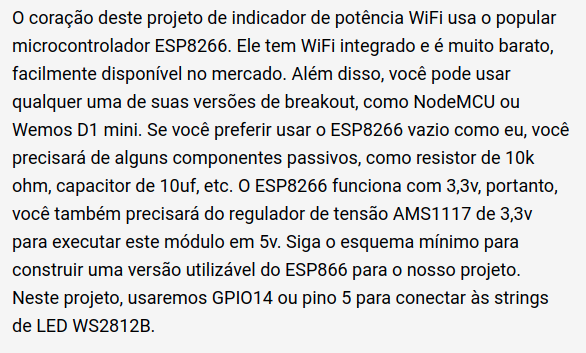 O coração deste projeto de indicador de potência WiFi usa o popular
microcontrolador ESP8266. Ele tem WiFi integrado e é muito barato,
facilmente disponível no mercado. Além disso, você pode usar
qualquer uma de suas versões de breakout, como NodeMCU ou
Wemos D1 mini. Se você preferir usar o ESP8266 vazio como eu, você
precisará de alguns componentes passivos, como resistor de 10k
ohm, capacitor de 10uf, etc. O ESP8266 funciona com 3,3v, portanto,
você também precisará do regulador de tensão AMS1117 de 3,3v
para executar este módulo em 5v. Siga o esquema mínimo para
construir uma versão utilizável do ESP866 para o nosso projeto.
Neste projeto, usaremos GPIO14 ou pino 5 para conectar às strings
de LED WS2812B.